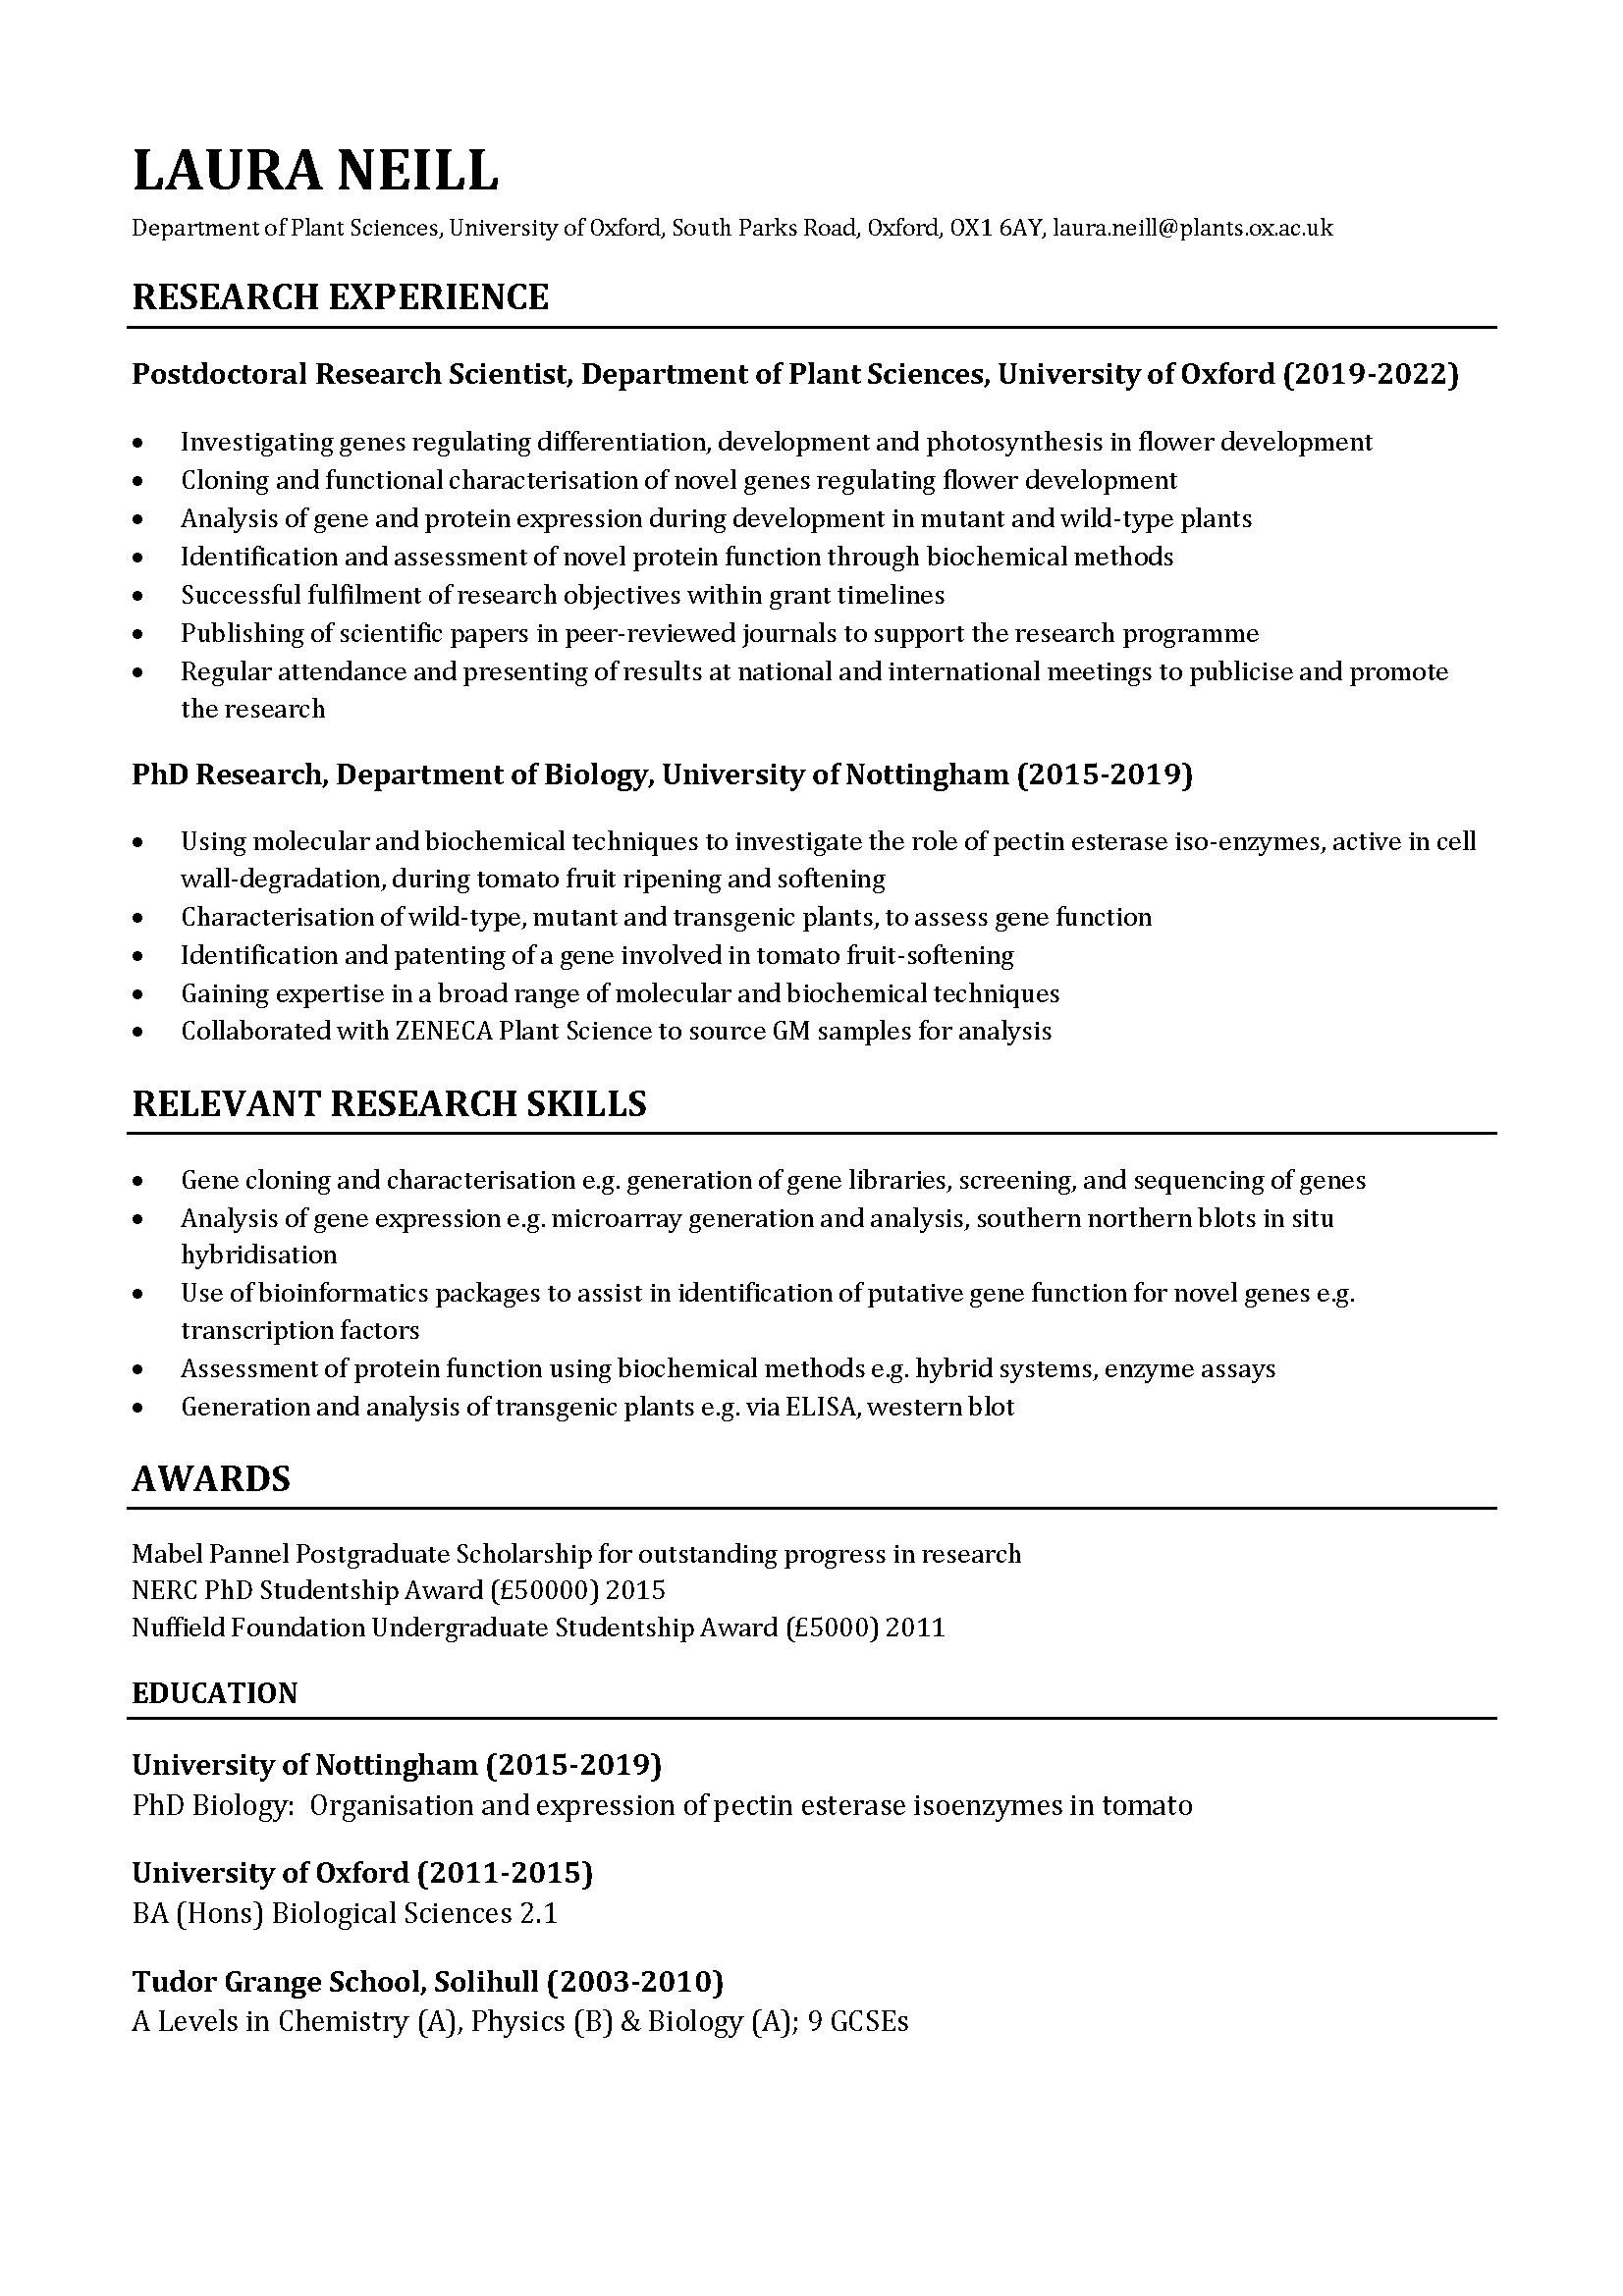 LAURA NEILL
Department of Plant Sciences, University of Oxford, South Parks Road, Oxford, OX1 6AY, laura.neill@plants.ox.ac.uk
RESEARCH EXPERIENCE
Postdoctoral Research Scientist, Department of Plant Sciences, University of Oxford (2019-2022)
• Investigating genes regulating differentiation, development and photosynthesis in flower development
• Cloning and functional characterisation of novel genes regulating flower development
• Analysis of gene and protein expression during development in mutant and wild-type plants
• Identification and assessment of novel protein function through biochemical methods
• Successful fulfilment of research objectives within grant timelines
• Publishing of scientific papers in peer-reviewed journals to support the research programme
• Regular attendance and presenting of results at national and international meetings to publicise and promote
the research
PhD Research, Department of Biology, University of Nottingham (2015-2019)
• Using molecular and biochemical techniques to investigate the role of pectin esterase iso-enzymes, active in cell
wall-degradation, during tomato fruit ripening and softening
• Characterisation of wild-type, mutant and transgenic plants, to assess gene function
• Identification and patenting of a gene involved in tomato fruit-softening
• Gaining expertise in a broad range of molecular and biochemical techniques
• Collaborated with ZENECA Plant Science to source GM samples for analysis
RELEVANT RESEARCH SKILLS
• Gene cloning and characterisation e.g. generation of gene libraries, screening, and sequencing of genes
• Analysis of gene expression e.g. microarray generation and analysis, southern northern blots in situ
hybridisation
• Use of bioinformatics packages to assist in identification of putative gene function for novel genes e.g.
transcription factors
• Assessment of protein function using biochemical methods e.g. hybrid systems, enzyme assays
• Generation and analysis of transgenic plants e.g. via ELISA, western blot
AWARDS
Mabel Pannel Postgraduate Scholarship for outstanding progress in research
NERC PhD Studentship Award (£50000) 2015
Nuffield Foundation Undergraduate Studentship Award (£5000) 2011
EDUCATION
University of Nottingham (2015-2019)
PhD Biology:  Organisation and expression of pectin esterase isoenzymes in tomato
University of Oxford (2011-2015)
BA (Hons) Biological Sciences 2.1
Tudor Grange School, Solihull (2003-2010)
A Levels in Chemistry (A), Physics (B) & Biology (A); 9 GCSEs